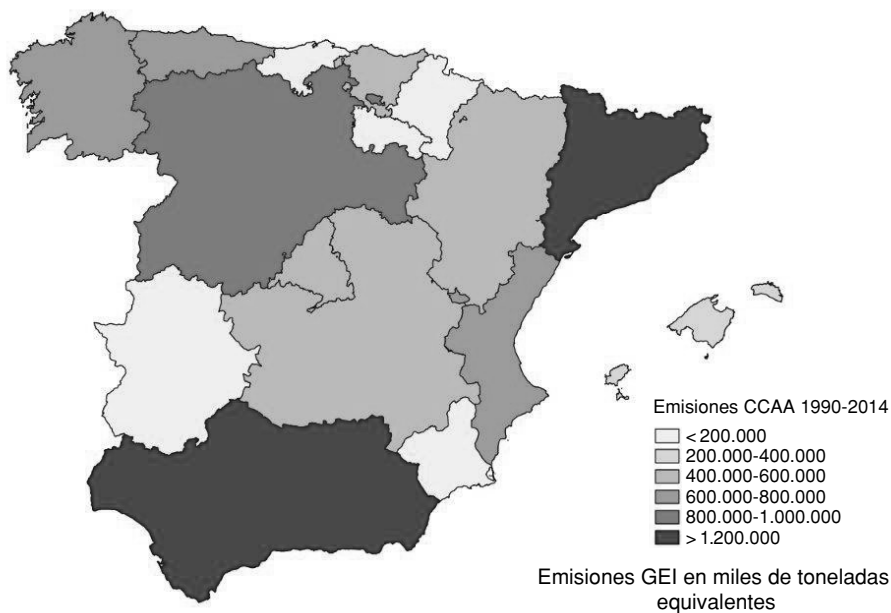 Emisiones CCAA 1990-2014
< 200.000
200.000-400.000
400.000-600.000
600.000-800.000
800.000-1.000.000
> 1.200.000
Emisiones GEI en miles de toneladas
equivalentes